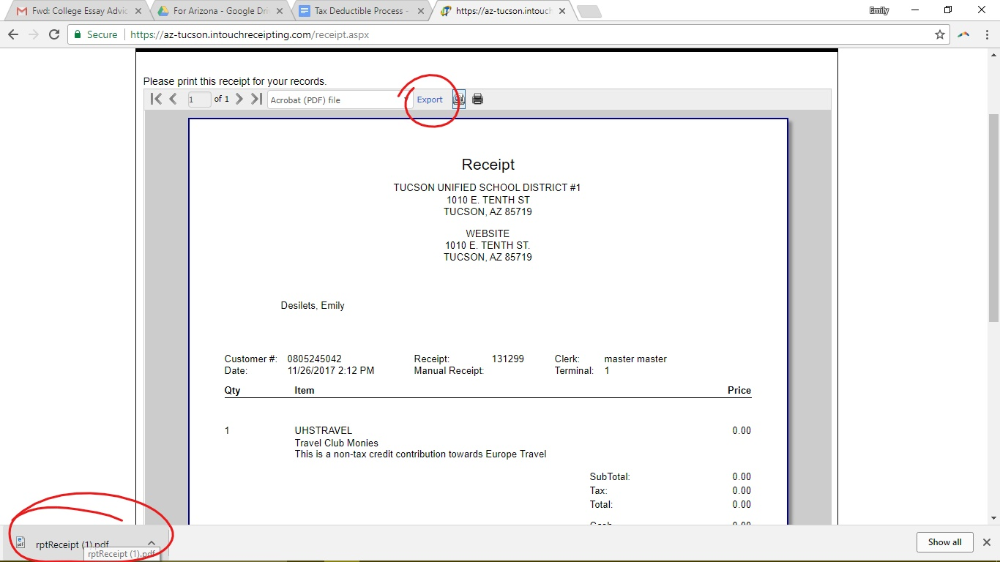 Fwd: College Essay Advic
For Arizona - Google Dri
Tax Deductible Process -
https://az-tucson.intouch
Emily
Secure
https://az-tucson.intouchreceipting.com/receipt.aspx
Please print this receipt for your records.
1 of 1 Acrobat (PDF) file Export
Receipt
TUCSON UNIFIED SCHOOL DISTRICT #1
1010 E. TENTH ST
TUCSON, AZ 85719
WEBSITE
1010 E. TENTH ST.
TUCSON, AZ 85719
Desilets, Emily
Customer #: 0805245042 Receipt: 131299 Clerk: master master
Date: 11/26/2017 2:12 PM Manual Receipt: Terminal: 1
Qty Item Price
1 UHSTRAVEL 0.00
Travel Club Monies
This is a non-tax credit contribution towards Europe Travel
SubTotal: 0.00
Tax: 0.00
Total: 0.00
Cash 0.00
pdf
rptReceipt (1).pdf
rptReceipt (1).pdf
Show all